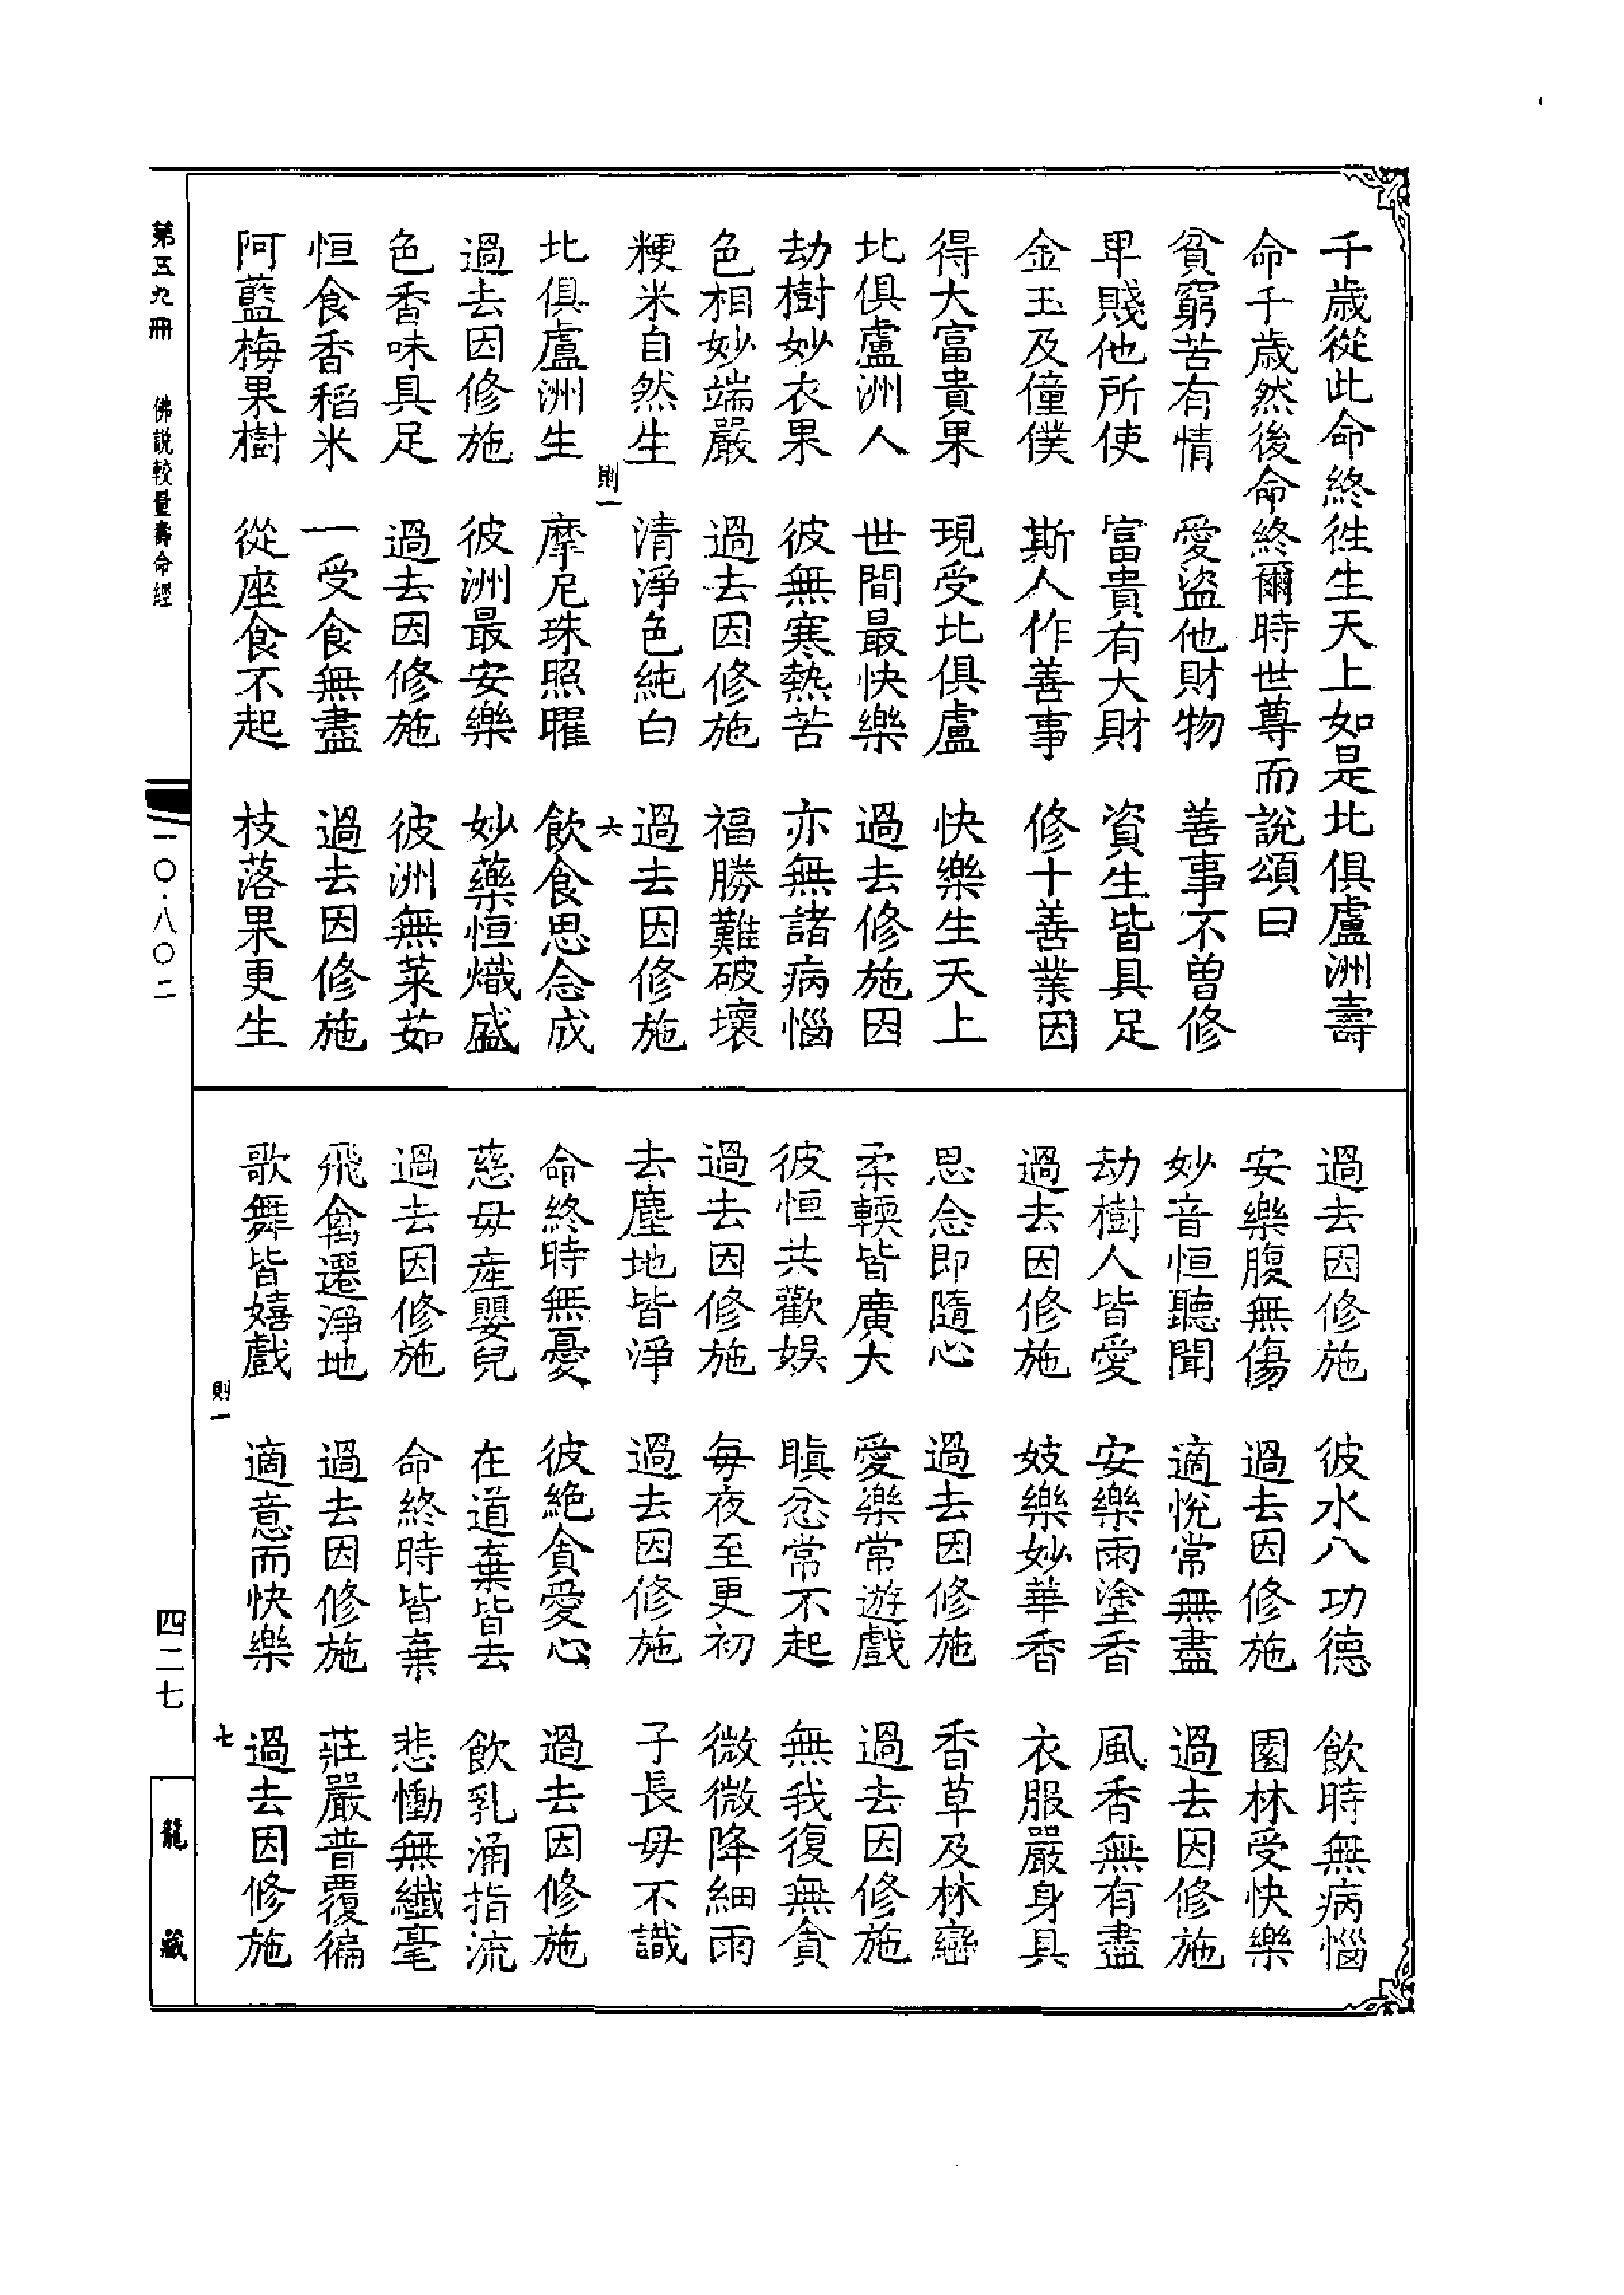 千歲從此命終徃生天上如是北俱盧洲壽
命千歲然後命終爾時世尊而說頌曰
貧窮苦有情　愛盜他財物　善事不曾修
卑賤他所使　富貴有大財　資生皆具足
金玉及僮僕　斯人作善事　修十善業因
得大富貴果　現受北俱盧　快樂生天上
北俱盧洲人　世間最快樂　過去修施因
劫樹妙衣果　彼無寒熱苦　亦無諸病惱
色相妙端嚴　過去因修施　福勝難破壞
粳米自然生　清淨色純白　過去因修施
則一　六
北俱盧洲生　摩尼珠照曜　飲食思念成
過去因修施　彼洲最安樂　妙藥恒熾盛
色香味具足　過去因修施　彼洲無菜茹
恒食香稻米　一受食無盡　過去因修施
阿藍梅果樹　從座食不起　枝落果更生
過去因修施　彼水八功德　飲時無病惱
安樂腹無傷　過去因修施　園林受快樂
妙音恒聽聞　適悅常無盡　過去因修施
劫樹人皆愛　安樂雨塗香　風香無有盡
過去因修施　妓樂妙華香　衣服嚴身具
思念即隨心　過去因修施　香草及林巒
柔輭皆廣大　愛樂常遊戲　過去因修施
彼恒共歡娛　瞋忿常不起　無我復無貪
過去因修施　每夜至更初　微微降細雨
去塵地皆淨　過去因修施　子長毋不識
命終時無憂　彼絶貪愛心　過去因修施
慈毋產嬰兒　在道棄皆去　飲乳涌指流
過去因修施　命終時皆棄　悲慟無纖毫
飛禽遷淨地　過去因修施　莊嚴普覆徧
歌舞皆嬉戲　適意而快樂　過去因修施
則一　七
第五九冊　佛說較量壽命經
一〇·八〇二
四二七
龍藏